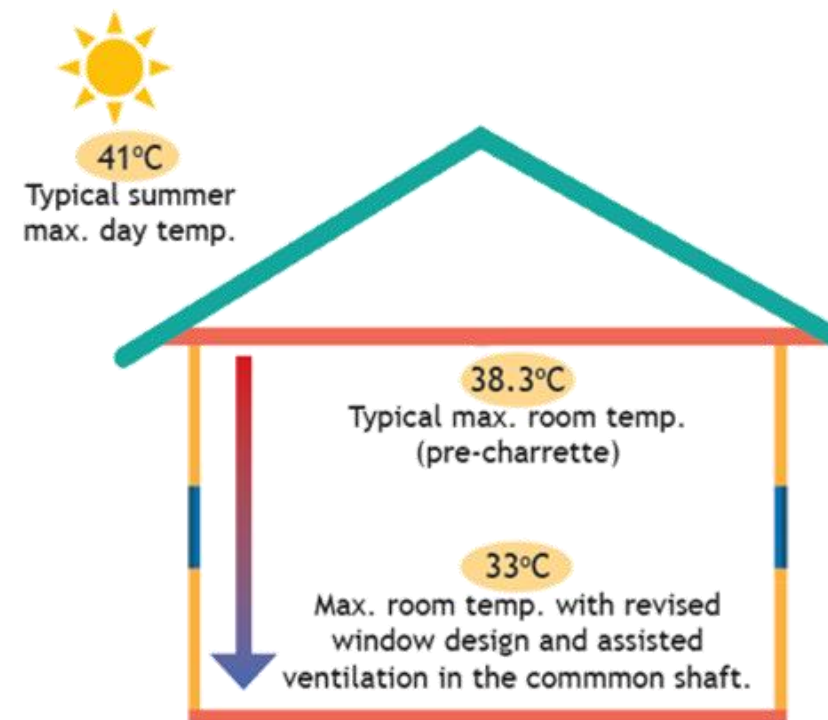 41°C
Typical summer
max. day temp.
38.3°C
Typical max. room temp.
(pre-charrette)
33°C
Max. room temp. with revised
window design and assisted
ventilation in the commmon shaft.